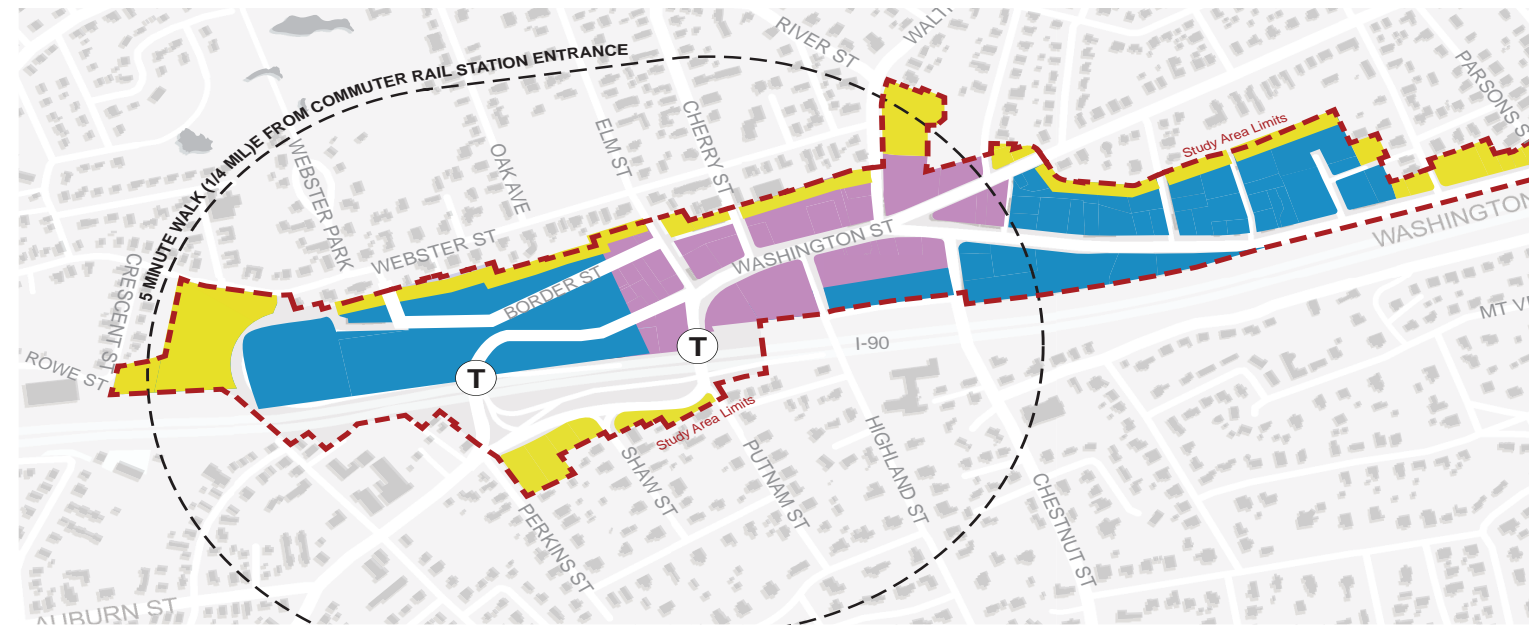 RIVER ST
WALT
5 MINUTE WALK (1/4 MIL)E FROM COMMUTER RAIL STATION ENTRANCE
PARSONS S
CHERRY ST
ELM ST
OAK AVE
WEBSTER PARK
Study Area Limits
WASHINGTON ST
WASHINGTON
WEBSTER ST
BORDER ST
CRESCENT ST
ROWE ST
MT V
I-90
T
T
Study Area Limits
SHAW ST
PUTNAM ST
HIGHLAND ST
CHESTNUT ST
PERKINS ST
AUBURN ST